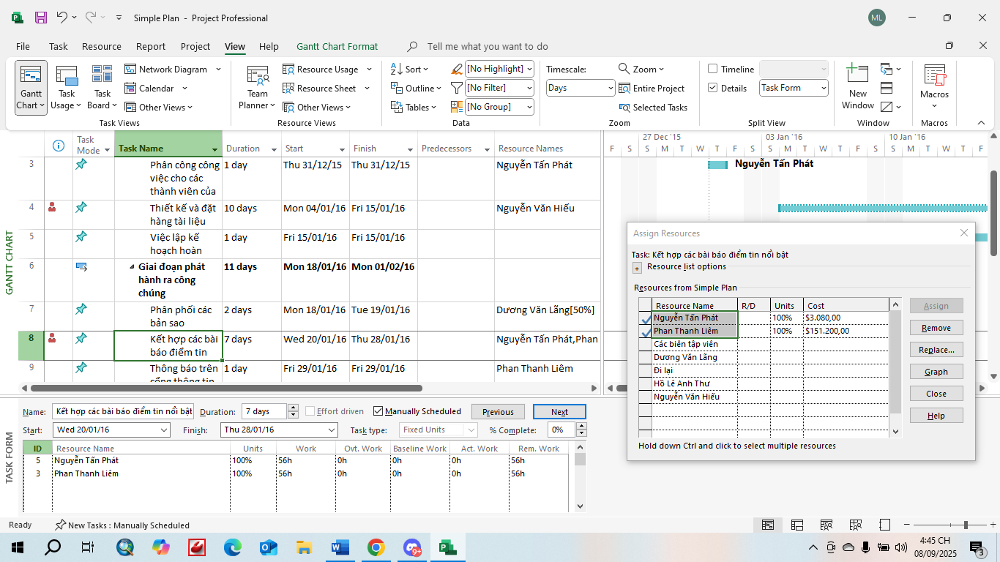 Simple Plan - Project Professional
ML
File Task Resource Report Project View Help Gantt Chart Format Tell me what you want to do
Gantt Chart
Task Usage
Task Board
Network Diagram
Calendar
Other Views
Task Views
Team Planner
Resource Usage
Resource Sheet
Other Views
Resource Views
Sort
Outline
Tables
[No Highlight]
[No Filter]
[No Group]
Data
Timescale:
Days
Zoom
Entire Project
Selected Tasks
Zoom
Timeline
Details
Task Form
Split View
New Window
Window
Macros
Macros
GANTT CHART
Task Mode Task Name Duration Start Finish Predecessors Resource Names
27 Dec '15 03 Jan '16 10 Jan '16
F S S M T W T F S S M T W T F S S M T W T F
3 Phân công công 1 day Thu 31/12/15 Thu 31/12/15 Nguyễn Tấn Phát
việc cho các
thành viên của
Nguyễn Tấn Phát
4 Thiết kế và đặt 10 days Mon 04/01/16 Fri 15/01/16 Nguyễn Văn Hiếu
hàng tài liệu
5 Việc lập kế 1 day Fri 15/01/16 Fri 15/01/16
hoạch hoàn
6 Giai đoạn phát 11 days Mon 18/01/16 Mon 01/02/16
hành ra công
chúng
7 Phân phối các 2 days Mon 18/01/16 Tue 19/01/16 Dương Văn Lãng[50%]
bản sao
8 Kết hợp các bài 7 days Wed 20/01/16 Thu 28/01/16 Nguyễn Tấn Phát,Phan
báo điểm tin
9 Thông báo trên 1 day Fri 29/01/16 Fri 29/01/16 Phan Thanh Liêm
cổng thông tin
Assign Resources
Task: Kết hợp các bài báo điểm tin nổi bật
+ Resource list options
Resources from Simple Plan
Resource Name R/D Units Cost
Nguyễn Tấn Phát 100% $3.080,00
Phan Thanh Liêm 100% $151.200,00
Các biên tập viên
Dương Văn Lãng
Đi lại
Hồ Lê Anh Thư
Nguyễn Văn Hiếu
Assign
Remove
Replace...
Graph
Close
Help
Hold down Ctrl and click to select multiple resources
TASK FORM
Name: Kết hợp các bài báo điểm tin nổi bật Duration: 7 days Effort driven Manually Scheduled Previous Next
Start: Wed 20/01/16 Finish: Thu 28/01/16 Task type: Fixed Units % Complete: 0%
ID Resource Name Units Work Ovt. Work Baseline Work Act. Work Rem. Work
5 Nguyễn Tấn Phát 100% 56h 0h 0h 0h 56h
3 Phan Thanh Liêm 100% 56h 0h 0h 0h 56h
Ready New Tasks : Manually Scheduled
9+
4:45 CH
08/09/2025
3